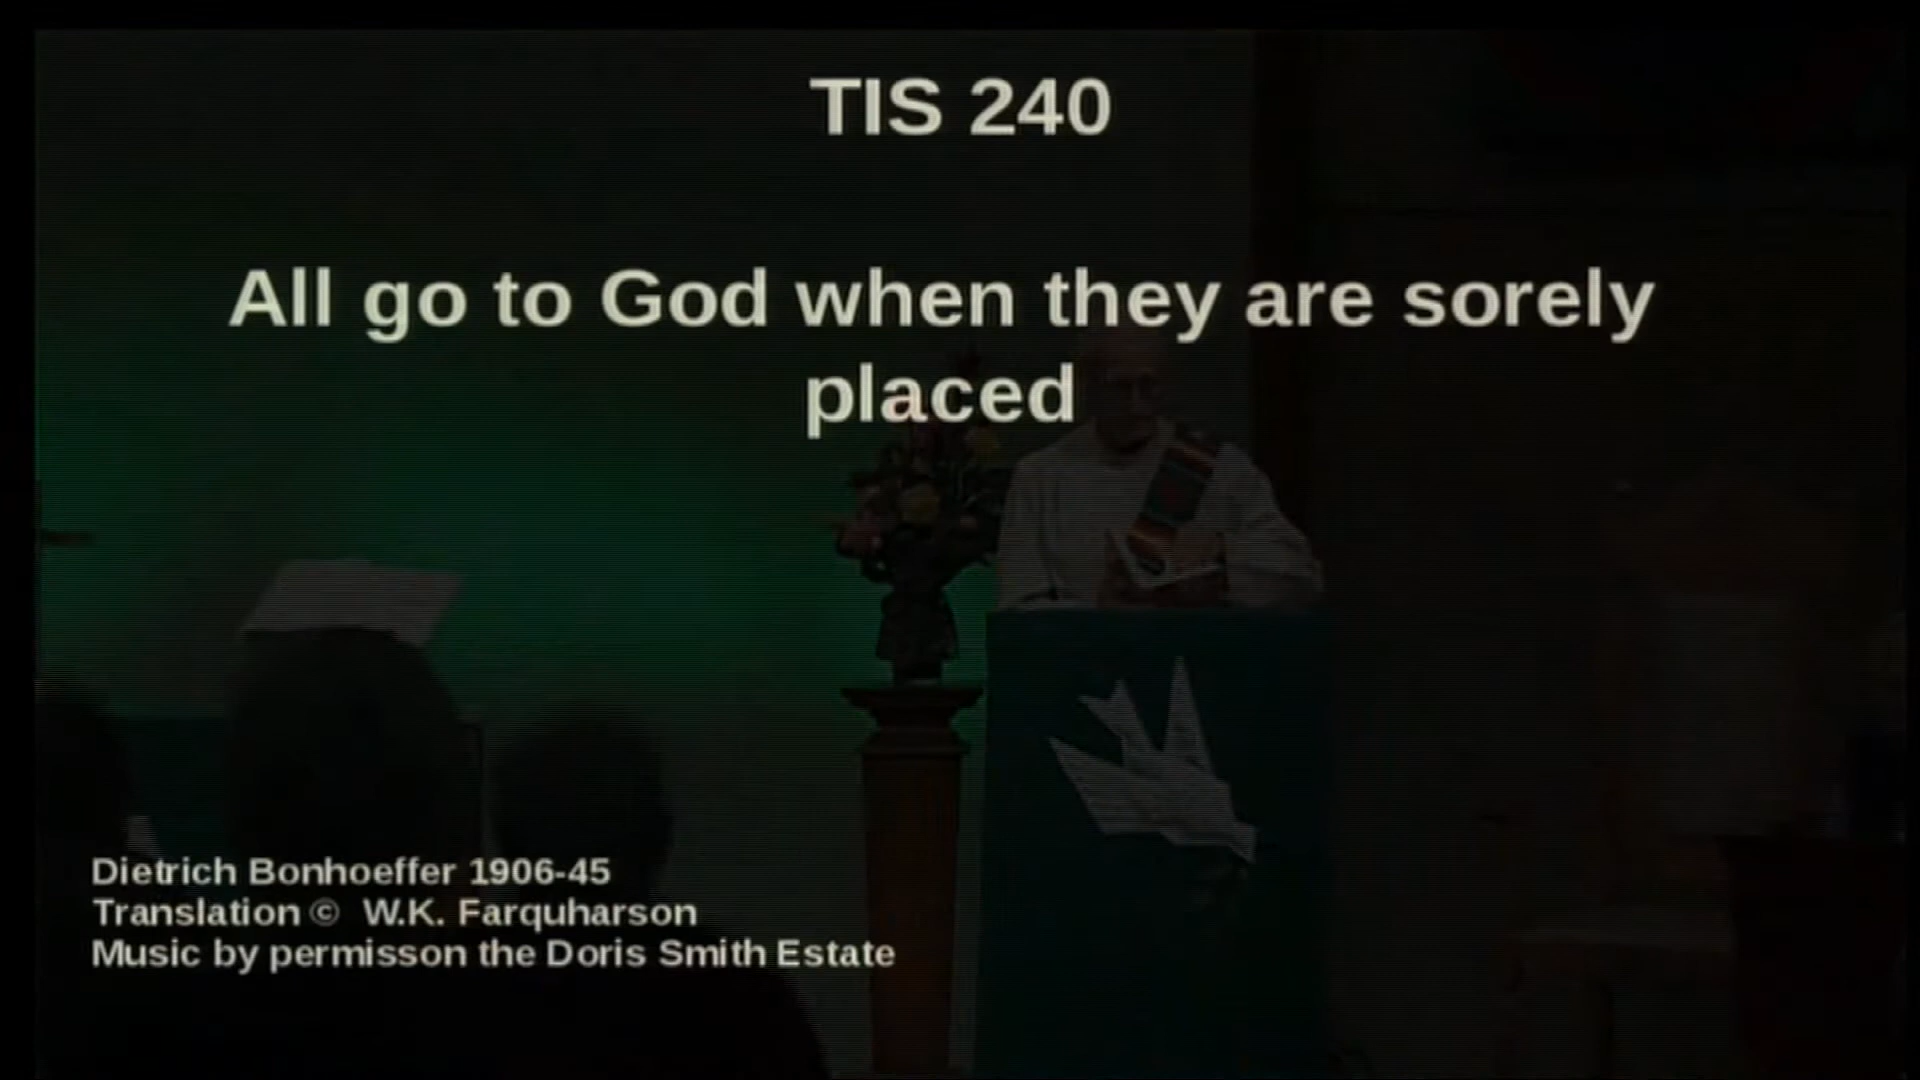 TIS 240
All go to God when they are sorely
placed
Dietrich Bonhoeffer 1906-45
Translation © W.K. Farquharson
Music by permisson the Doris Smith Estate